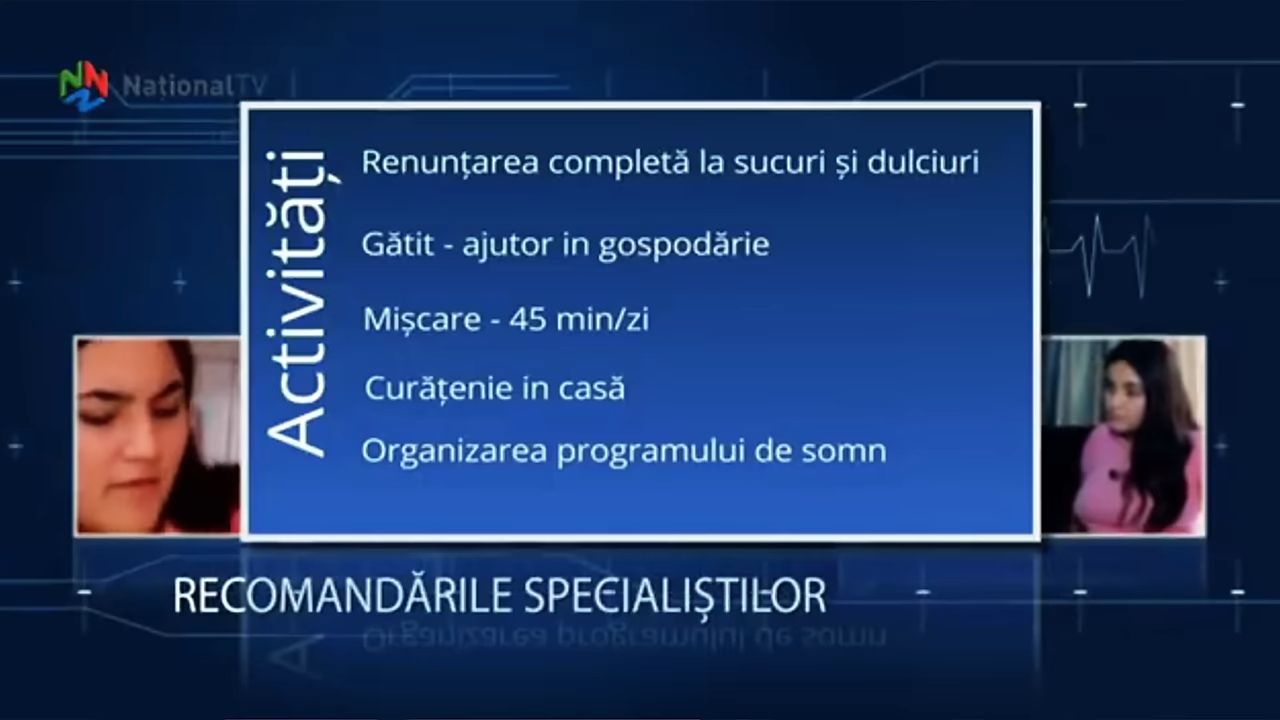 NaționalTV
Activități
Renunțarea completă la sucuri și dulciuri
Gătit - ajutor in gospodărie
Mișcare - 45 min/zi
Curățenie in casă
Organizarea programului de somn
RECOMANDĂRILE SPECIALIȘTILOR